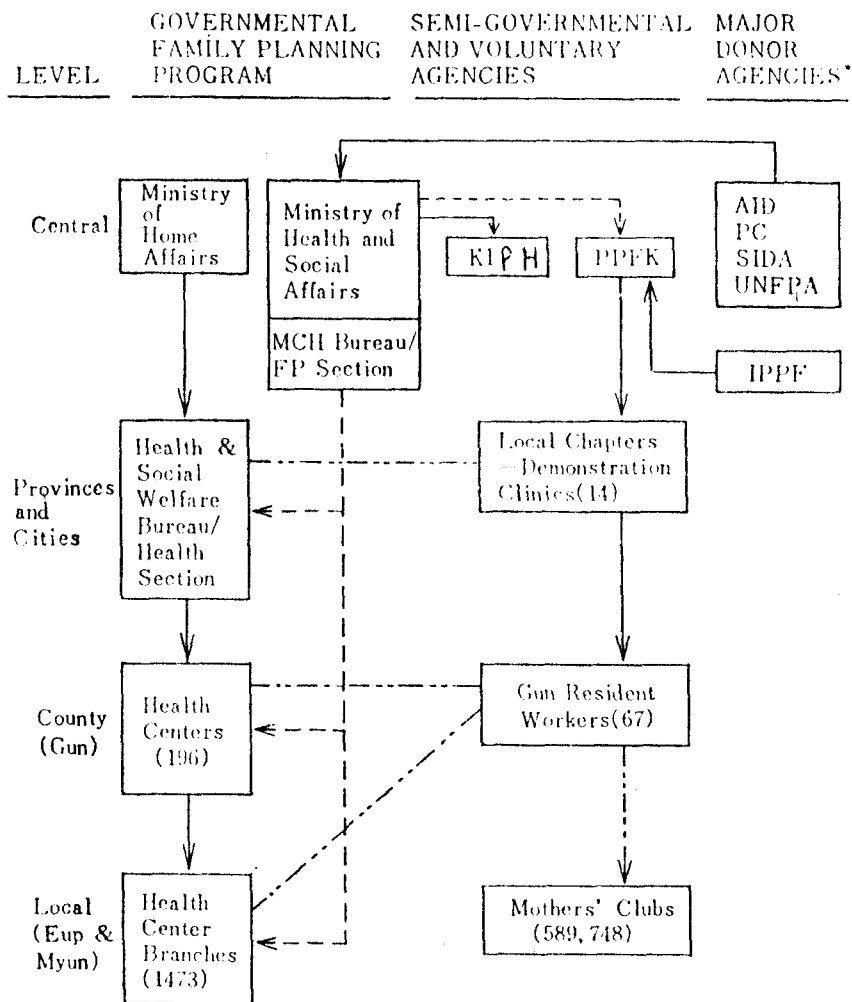 LEVEL
GOVERNMENTAL
FAMILY PLANNING
PROGRAM
SEMI-GOVERNMENTAL
AND VOLUNTARY
AGENCIES
MAJOR
DONOR
AGENCIES*
Central
Ministry
of
Home
Affairs
Ministry of
Health and
Social
Affairs
MCH Bureau/
FP Section
KIPH
PPFK
AID
PC
SIDA
UNFPA
IPPF
Provinces
and
Cities
Health &
Social
Welfare
Bureau/
Health
Section
Local Chapters
--Demonstration
Clinics(14)
County
(Gun)
Health
Centers
(196)
Gun Resident
Workers(67)
Local
(Eup &
Myun)
Health
Center
Branches
(1473)
Mothers' Clubs
(589,748)